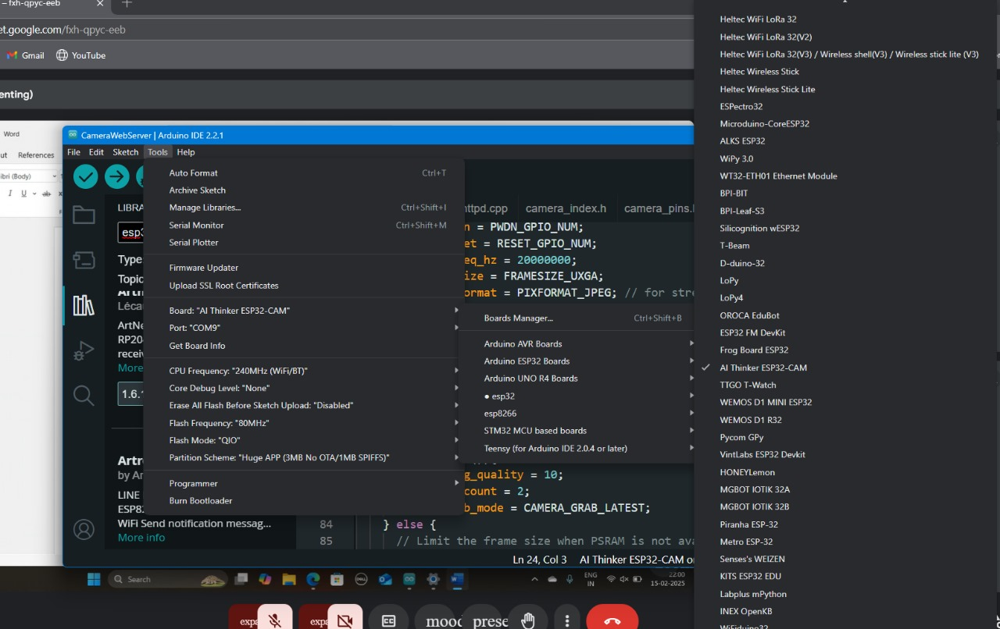 – fxh-qpyc-eeb
et.google.com/fxh-qpyc-eeb
Gmail
YouTube
enting)
Word
ut References
ibri (Body)
I U ab x
CameraWebServer | Arduino IDE 2.2.1
File Edit Sketch Tools Help
LIBRA
esp3
Type:
Topic
Léca
ArtNe
RP20
receiv
More
1.6.1
Artro
by Ar
LINE
ESP8
WiFi Send notification messag...
More info
Auto Format Ctrl+T
Archive Sketch
Manage Libraries... Ctrl+Shift+I
Serial Monitor Ctrl+Shift+M
Serial Plotter
Firmware Updater
Upload SSL Root Certificates
Board: "AI Thinker ESP32-CAM"
Port: "COM9"
Get Board Info
CPU Frequency: "240MHz (WiFi/BT)"
Core Debug Level: "None"
Erase All Flash Before Sketch Upload: "Disabled"
Flash Frequency: "80MHz"
Flash Mode: "QIO"
Partition Scheme: "Huge APP (3MB No OTA/1MB SPIFFS)"
Programmer
Burn Bootloader
httpd.cpp camera_index.h camera_pins.h
n = PWDN_GPIO_NUM;
et = RESET_GPIO_NUM;
eq_hz = 20000000;
ize = FRAMESIZE_UXGA;
ormat = PIXFORMAT_JPEG; // for stre
Boards Manager... Ctrl+Shift+B
Arduino AVR Boards
Arduino ESP32 Boards
Arduino UNO R4 Boards
● esp32
esp8266
STM32 MCU based boards
Teensy (for Arduino IDE 2.0.4 or later)
g_quality = 10;
count = 2;
b_mode = CAMERA_GRAB_LATEST;
84 } else {
85 // Limit the frame size when PSRAM is not ava
Ln 24, Col 3 AI Thinker ESP32-CAM o
Heltec WiFi LoRa 32
Heltec WiFi LoRa 32(V2)
Heltec WiFi LoRa 32(V3) / Wireless shell(V3) / Wireless stick lite (V3)
Heltec Wireless Stick
Heltec Wireless Stick Lite
ESPectro32
Microduino-CoreESP32
ALKS ESP32
WiPy 3.0
WT32-ETH01 Ethernet Module
BPI-BIT
BPI-Leaf-S3
Silicognition wESP32
T-Beam
D-duino-32
LoPy
LoPy4
OROCA EduBot
ESP32 FM DevKit
Frog Board ESP32
AI Thinker ESP32-CAM
TTGO T-Watch
WEMOS D1 MINI ESP32
WEMOS D1 R32
Pycom GPy
VintLabs ESP32 Devkit
HONEYLemon
MGBOT IOTIK 32A
MGBOT IOTIK 32B
Piranha ESP-32
Metro ESP-32
Senses's WEIZEN
KITS ESP32 EDU
Labplus mPython
INEX OpenKB
WiFiduino32
Search
ENG
IN
22:00
15-02-2025
expa
expa
mood
prese